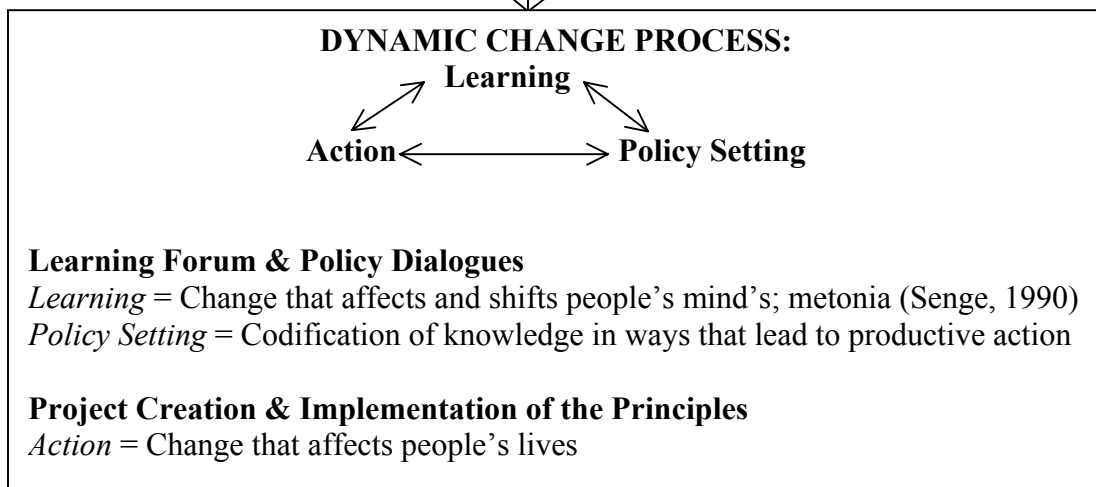 DYNAMIC CHANGE PROCESS:
Learning
Action Policy Setting
Learning Forum & Policy Dialogues
Learning = Change that affects and shifts people’s mind’s; metonia (Senge, 1990)
Policy Setting = Codification of knowledge in ways that lead to productive action
Project Creation & Implementation of the Principles
Action = Change that affects people’s lives